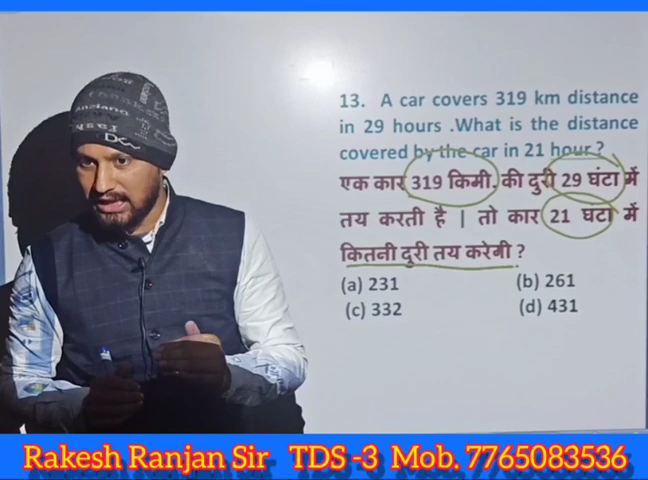 13. A car covers 319 km distance
in 29 hours .What is the distance
covered by the car in 21 hour ?
एक कार 319 किमी. की दुरी 29 घंटा में
तय करती है | तो कार 21 घंटा में
कितनी दुरी तय करेगी ?
(a) 231 (b) 261
(c) 332 (d) 431
Rakesh Ranjan Sir TDS -3 Mob. 7765083536